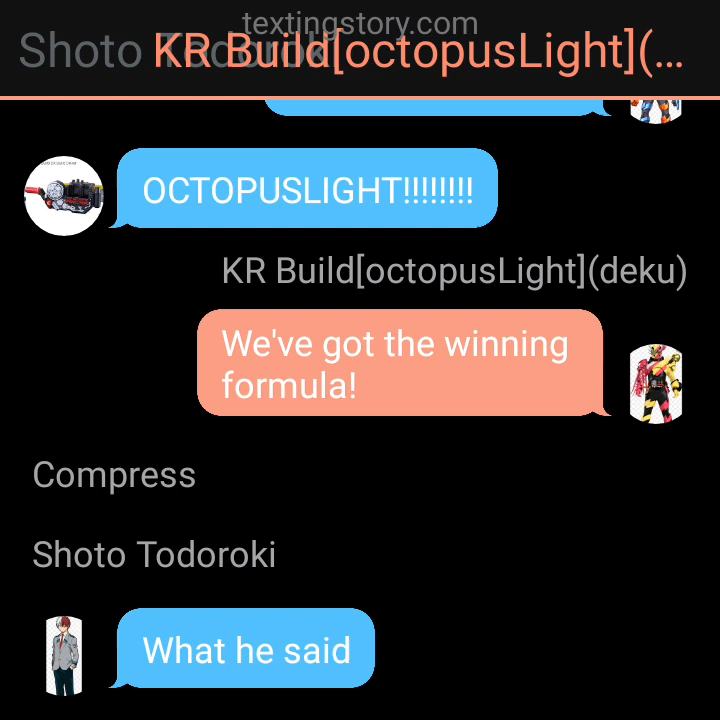 textingstory.com
Shoto Todoroki
KR Build[octopusLight](...
OCTOPUSLIGHT!!!!!!!!
KR Build[octopusLight](deku)
We've got the winning
formula!
Compress
Shoto Todoroki
What he said